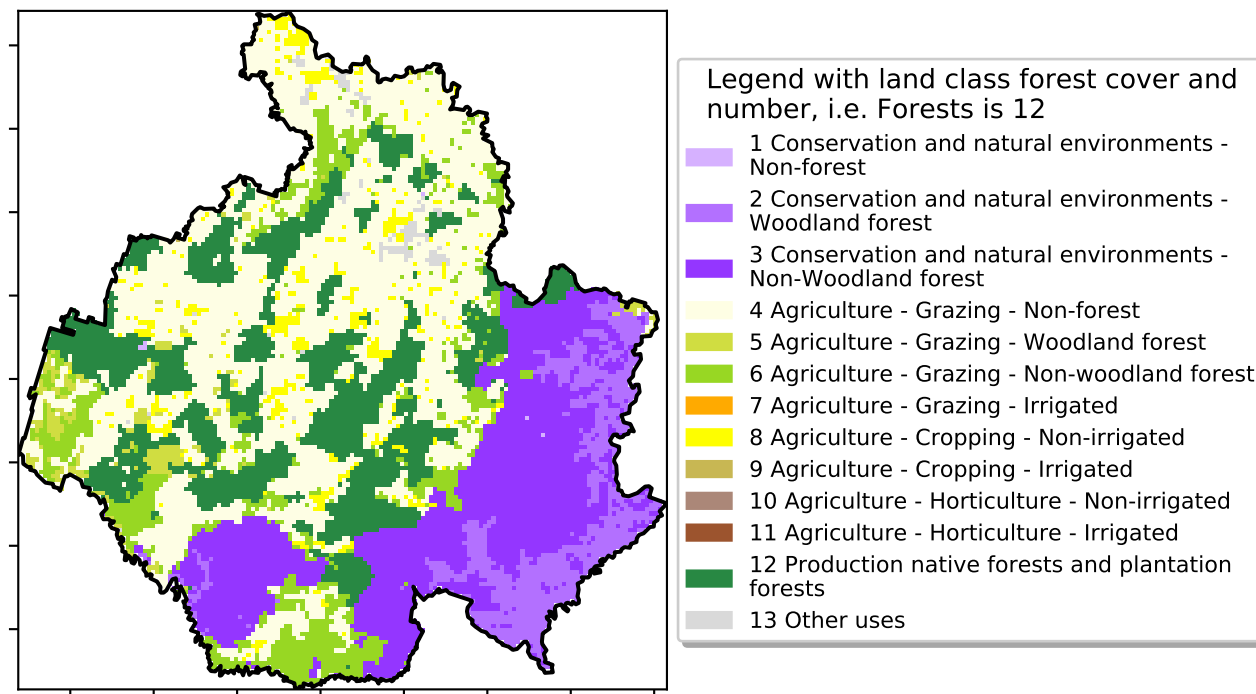 Legend with land class forest cover and
number, i.e. Forests is 12
1 Conservation and natural environments -
Non-forest
2 Conservation and natural environments -
Woodland forest
3 Conservation and natural environments -
Non-Woodland forest
4 Agriculture - Grazing - Non-forest
5 Agriculture - Grazing - Woodland forest
6 Agriculture - Grazing - Non-woodland forest
7 Agriculture - Grazing - Irrigated
8 Agriculture - Cropping - Non-irrigated
9 Agriculture - Cropping - Irrigated
10 Agriculture - Horticulture - Non-irrigated
11 Agriculture - Horticulture - Irrigated
12 Production native forests and plantation
forests
13 Other uses